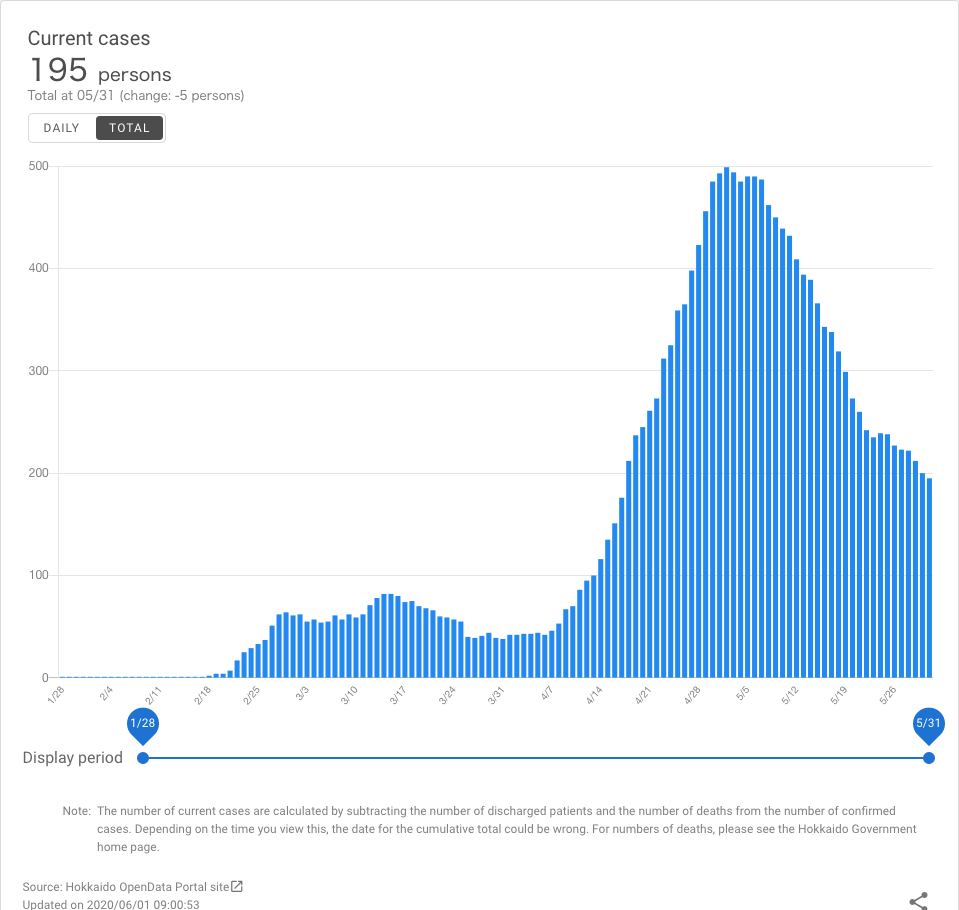 Current cases
195 persons
Total at 05/31 (change: -5 persons)
DAILY TOTAL
500
400
300
200
100
0
1/28 2/4 2/11 2/18 2/25 3/3 3/10 3/17 3/24 3/31 4/7 4/14 4/21 4/28 5/5 5/12 5/19 5/26
1/28 5/31
Display period
Note: The number of current cases are calculated by subtracting the number of discharged patients and the number of deaths from the number of confirmed
cases. Depending on the time you view this, the date for the cumulative total could be wrong. For numbers of deaths, please see the Hokkaido Government
home page.
Source: Hokkaido OpenData Portal site
Updated on 2020/06/01 09:00:53